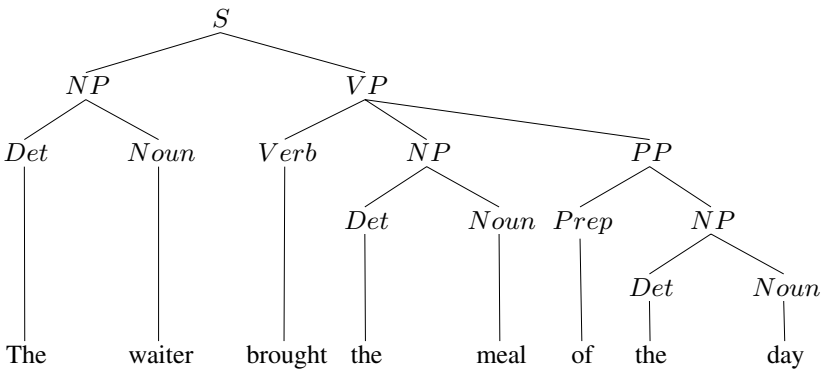 S
NP VP
Det Noun Verb NP PP
Det Noun Prep NP
Det Noun
The waiter brought the meal of the day